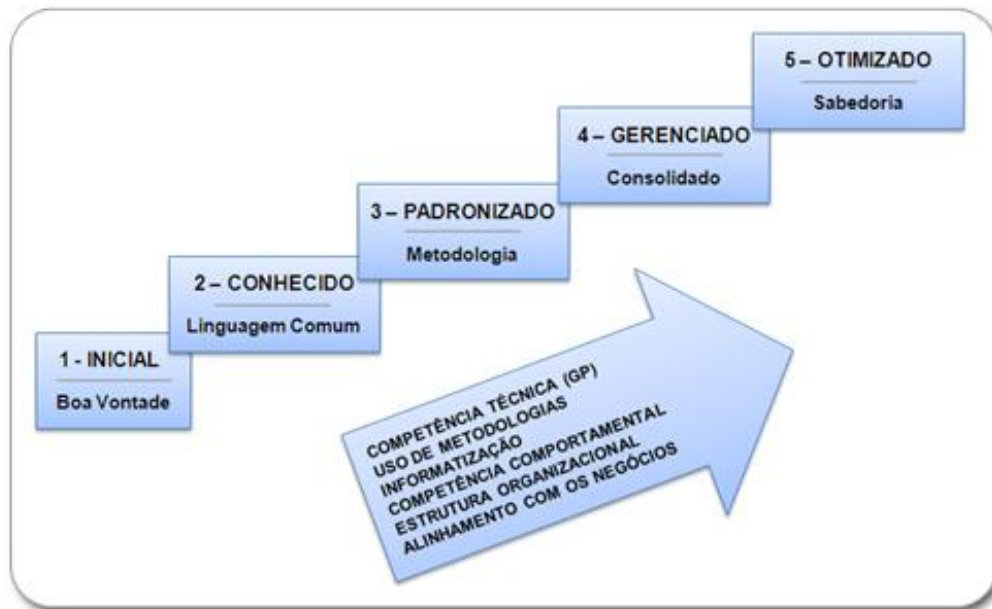 5 – OTIMIZADO
Sabedoria
4 – GERENCIADO
Consolidado
3 – PADRONIZADO
Metodologia
2 – CONHECIDO
Linguagem Comum
1 - INICIAL
Boa Vontade
COMPETÊNCIA TÉCNICA (GP)
USO DE METODOLOGIAS
INFORMATIZAÇÃO
COMPETÊNCIA COMPORTAMENTAL
ESTRUTURA ORGANIZACIONAL
ALINHAMENTO COM OS NEGÓCIOS